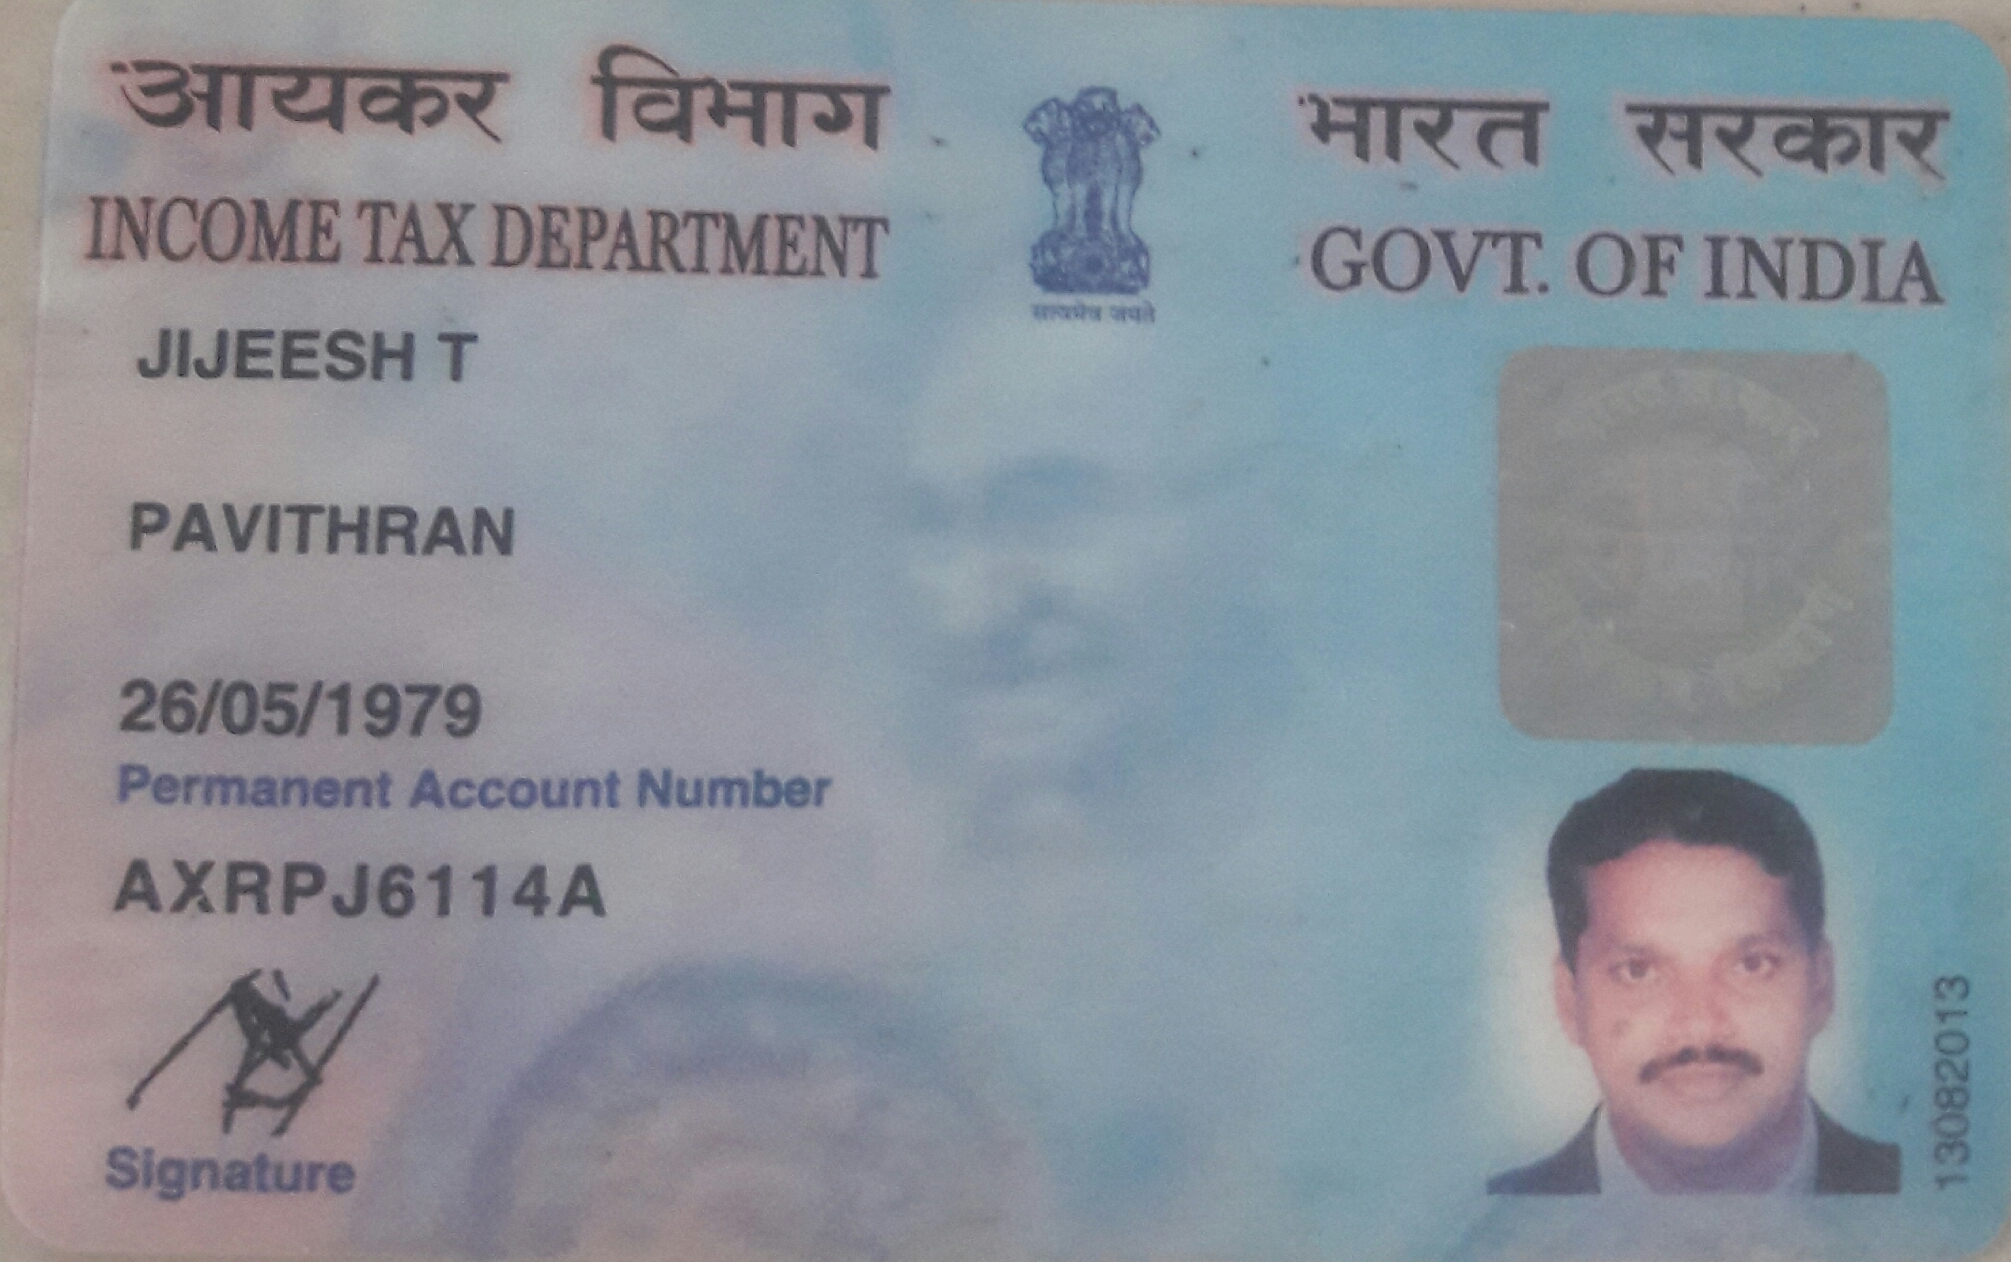 आयकर विभाग
INCOME TAX DEPARTMENT
भारत सरकार
GOVT. OF INDIA
सत्यमेव जयते
JIJEESH T
PAVITHRAN
26/05/1979
Permanent Account Number
AXRPJ6114A
Signature
13082013